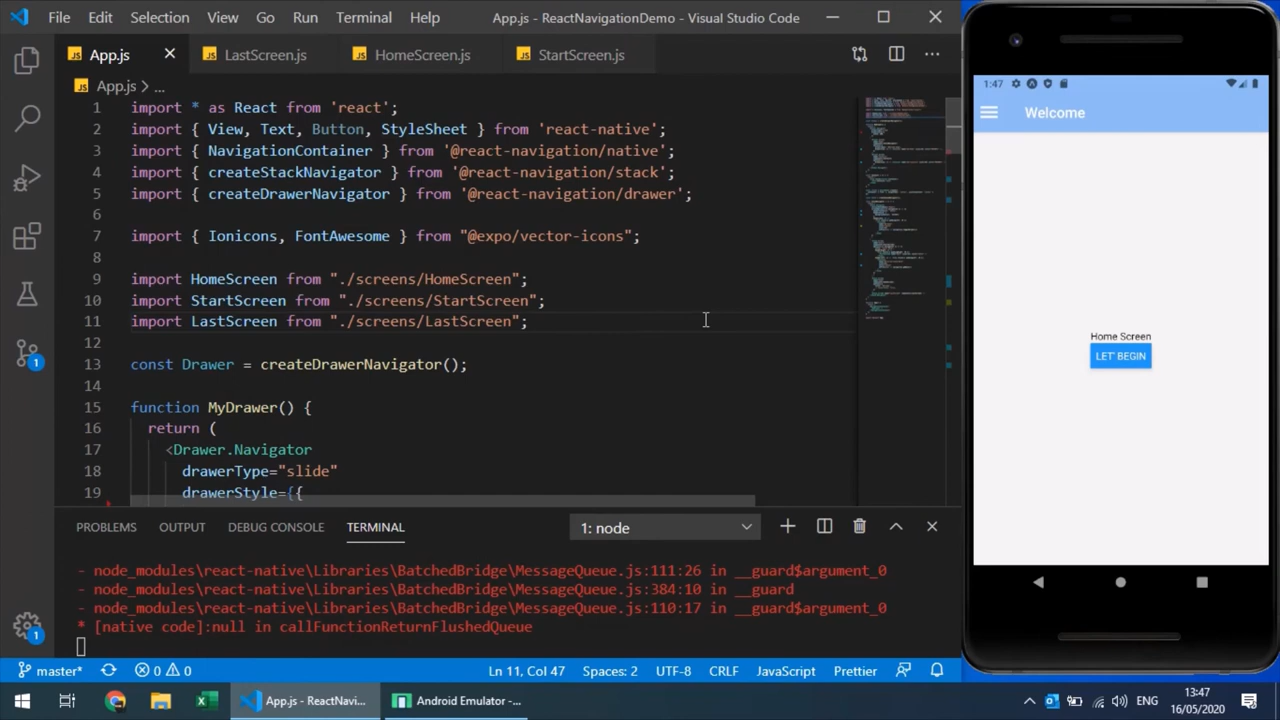 File Edit Selection View Go Run Terminal Help App.js - ReactNavigationDemo - Visual Studio Code
JS App.js JS LastScreen.js JS HomeScreen.js JS StartScreen.js
JS App.js > ...
1 import * as React from 'react';
2 import { View, Text, Button, StyleSheet } from 'react-native';
3 import { NavigationContainer } from '@react-navigation/native';
4 import { createStackNavigator } from '@react-navigation/stack';
5 import { createDrawerNavigator } from '@react-navigation/drawer';
6
7 import { Ionicons, FontAwesome } from "@expo/vector-icons";
8
9 import HomeScreen from "./screens/HomeScreen";
10 import StartScreen from "./screens/StartScreen";
11 import LastScreen from "./screens/LastScreen";
12
13 const Drawer = createDrawerNavigator();
14
15 function MyDrawer() {
16 return (
17 <Drawer.Navigator
18 drawerType="slide"
19 drawerStyle={{
1
1
PROBLEMS OUTPUT DEBUG CONSOLE TERMINAL 1: node
- node_modules\react-native\Libraries\BatchedBridge\MessageQueue.js:111:26 in __guard$argument_0
- node_modules\react-native\Libraries\BatchedBridge\MessageQueue.js:384:10 in __guard
- node_modules\react-native\Libraries\BatchedBridge\MessageQueue.js:110:17 in __guard$argument_0
* [native code]:null in callFunctionReturnFlushedQueue
master* 0 0 Ln 11, Col 47 Spaces: 2 UTF-8 CRLF JavaScript Prettier
App.js - ReactNavi... Android Emulator -... ENG 13:47
16/05/2020
1:47
Welcome
Home Screen
LET' BEGIN